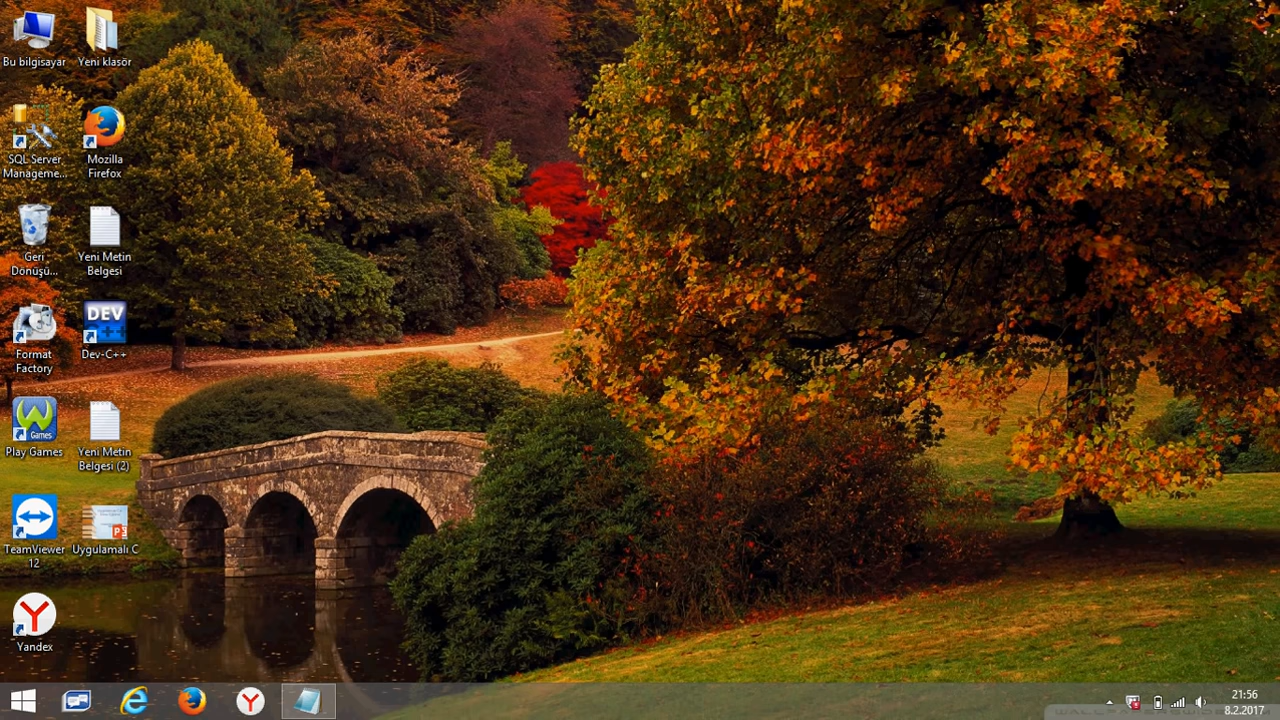 Bu bilgisayar
Yeni klasör
SQL Server
Manageme...
Mozilla
Firefox
Geri
Dönüşü...
Yeni Metin
Belgesi
Format
Factory
DEV
C++
Dev-C++
Games
Play Games
Yeni Metin
Belgesi (2)
TeamViewer
12
Uygulamalı C
Yandex
21:56
8.2.2017